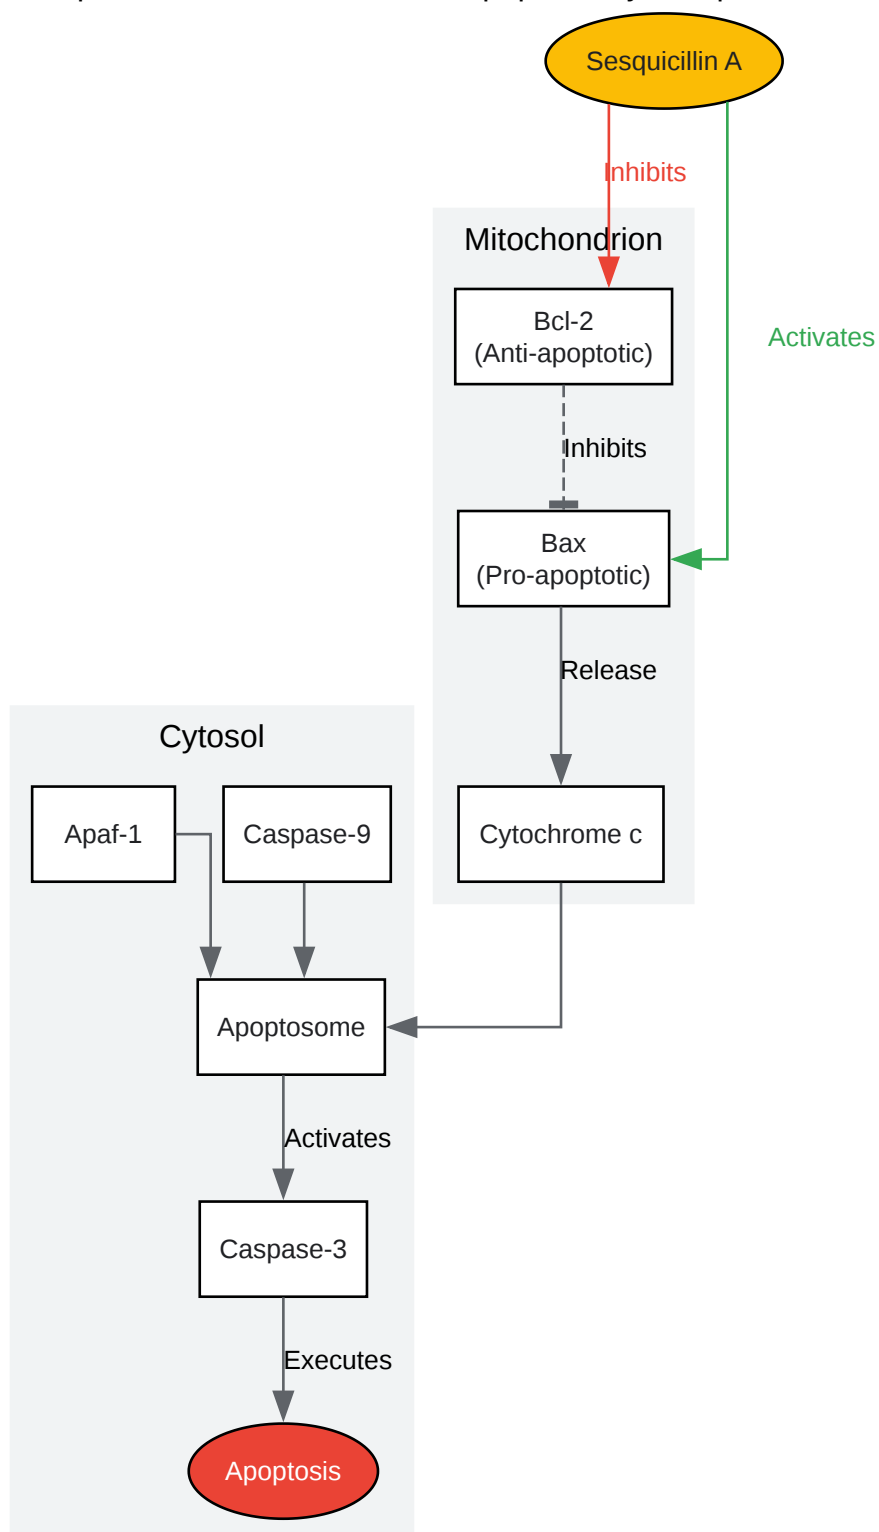 Sesquicillin A
Inhibits
Mitochondrion
Bcl-2
(Anti-apoptotic)
Activates
Inhibits
Bax
(Pro-apoptotic)
Release
Cytosol
Apaf-1
Caspase-9
Cytochrome c
Apoptosome
Activates
Caspase-3
Executes
Apoptosis